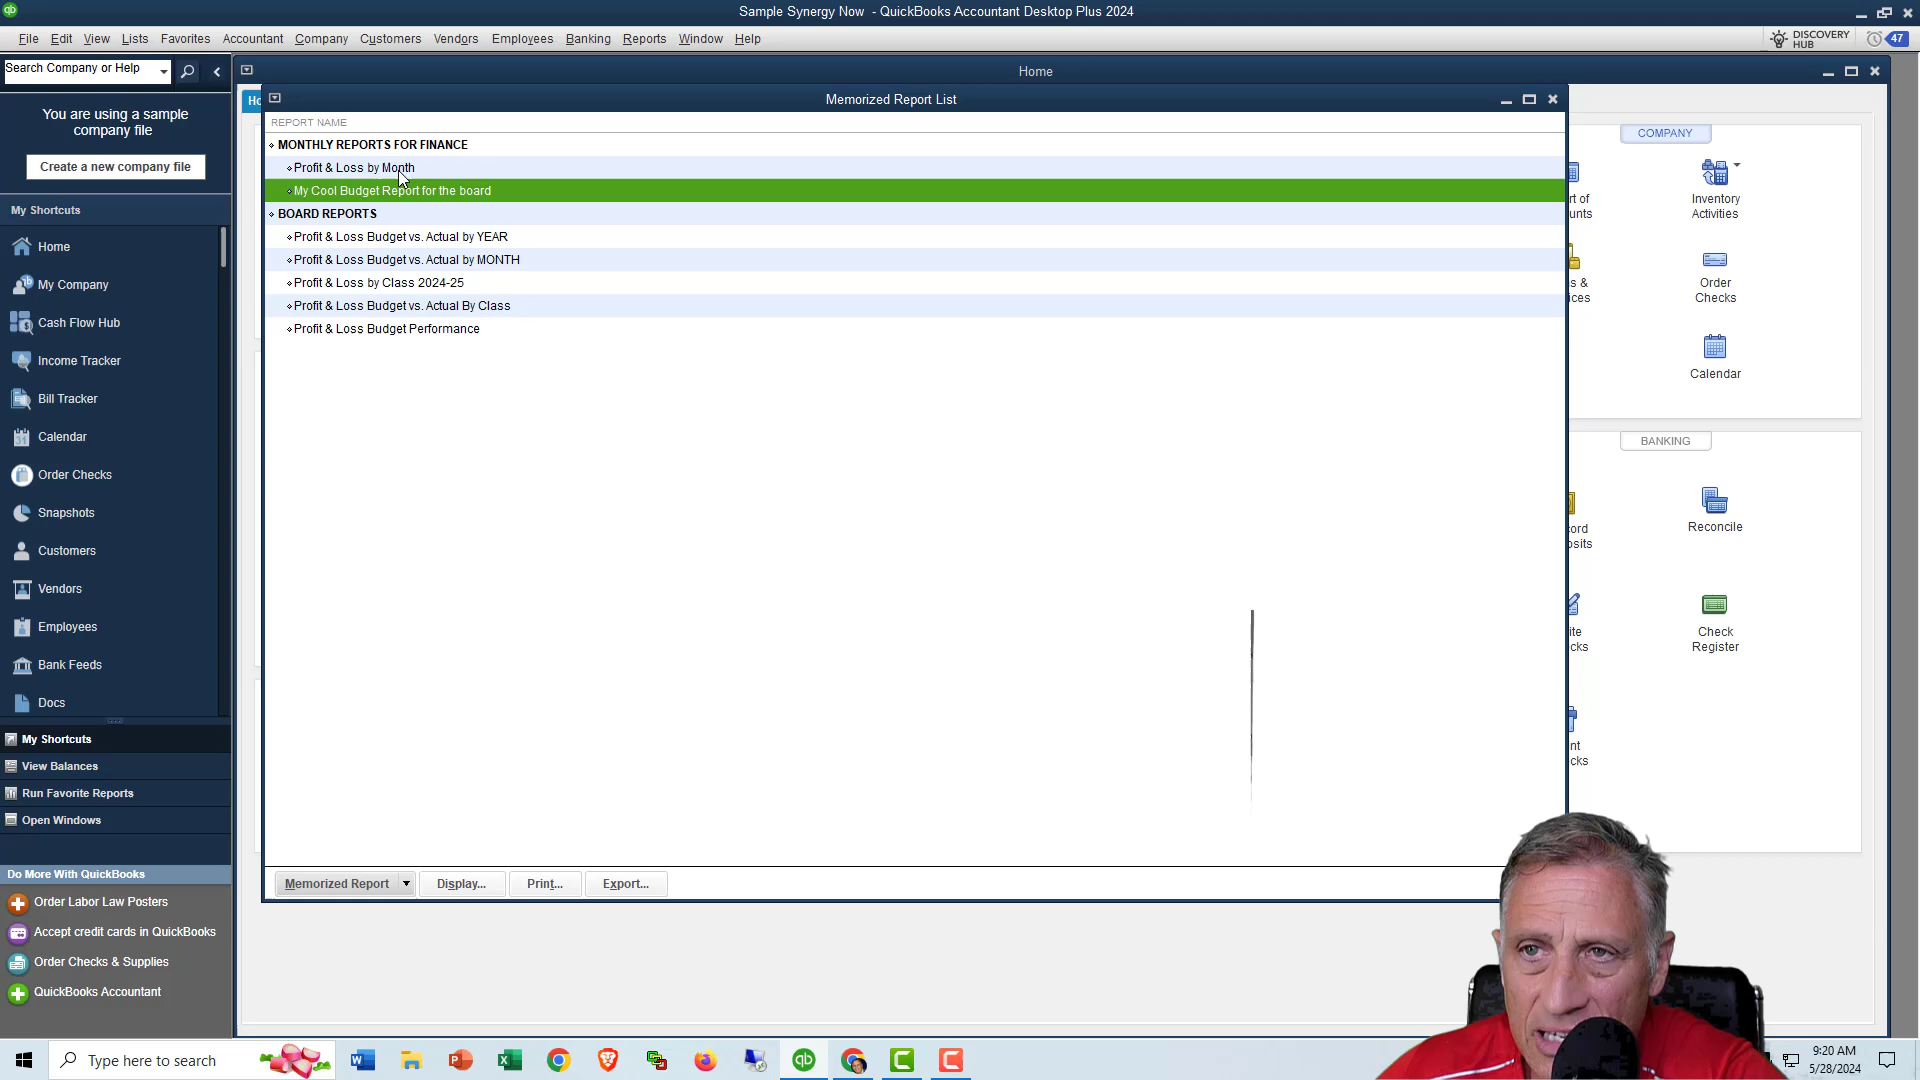 Sample Synergy Now - QuickBooks Accountant Desktop Plus 2024
File Edit View Lists Favorites Accountant Company Customers Vendors Employees Banking Reports Window Help
DISCOVERY
HUB
47
Search Company or Help
Home
You are using a sample
company file
Create a new company file
My Shortcuts
Home
My Company
Cash Flow Hub
Income Tracker
Bill Tracker
Calendar
Order Checks
Snapshots
Customers
Vendors
Employees
Bank Feeds
Docs
My Shortcuts
View Balances
Run Favorite Reports
Open Windows
Do More With QuickBooks
Order Labor Law Posters
Accept credit cards in QuickBooks
Order Checks & Supplies
QuickBooks Accountant
Memorized Report List
REPORT NAME
MONTHLY REPORTS FOR FINANCE
Profit & Loss by Month
My Cool Budget Report for the board
BOARD REPORTS
Profit & Loss Budget vs. Actual by YEAR
Profit & Loss Budget vs. Actual by MONTH
Profit & Loss by Class 2024-25
Profit & Loss Budget vs. Actual By Class
Profit & Loss Budget Performance
Memorized Report
Display...
Print...
Export...
COMPANY
Inventory
Activities
Order
Checks
Calendar
BANKING
Reconcile
Check
Register
Type here to search
9:20 AM
5/28/2024